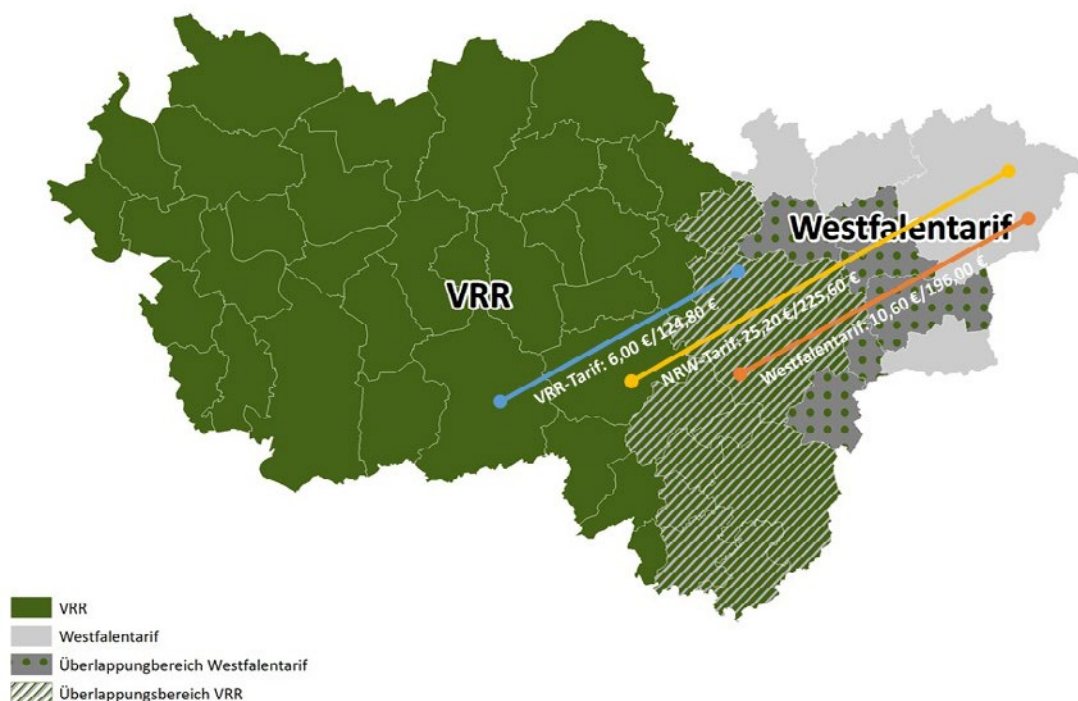 Westfalentarif
VRR
VRR-Tarif: 6,00 €/124,80 €
NRW-Tarif: 25,20 €/225,60 €
Westfalentarif: 10,60 €/196,00 €
VRR
Westfalentarif
Überlappungbereich Westfalentarif
Überlappungsbereich VRR